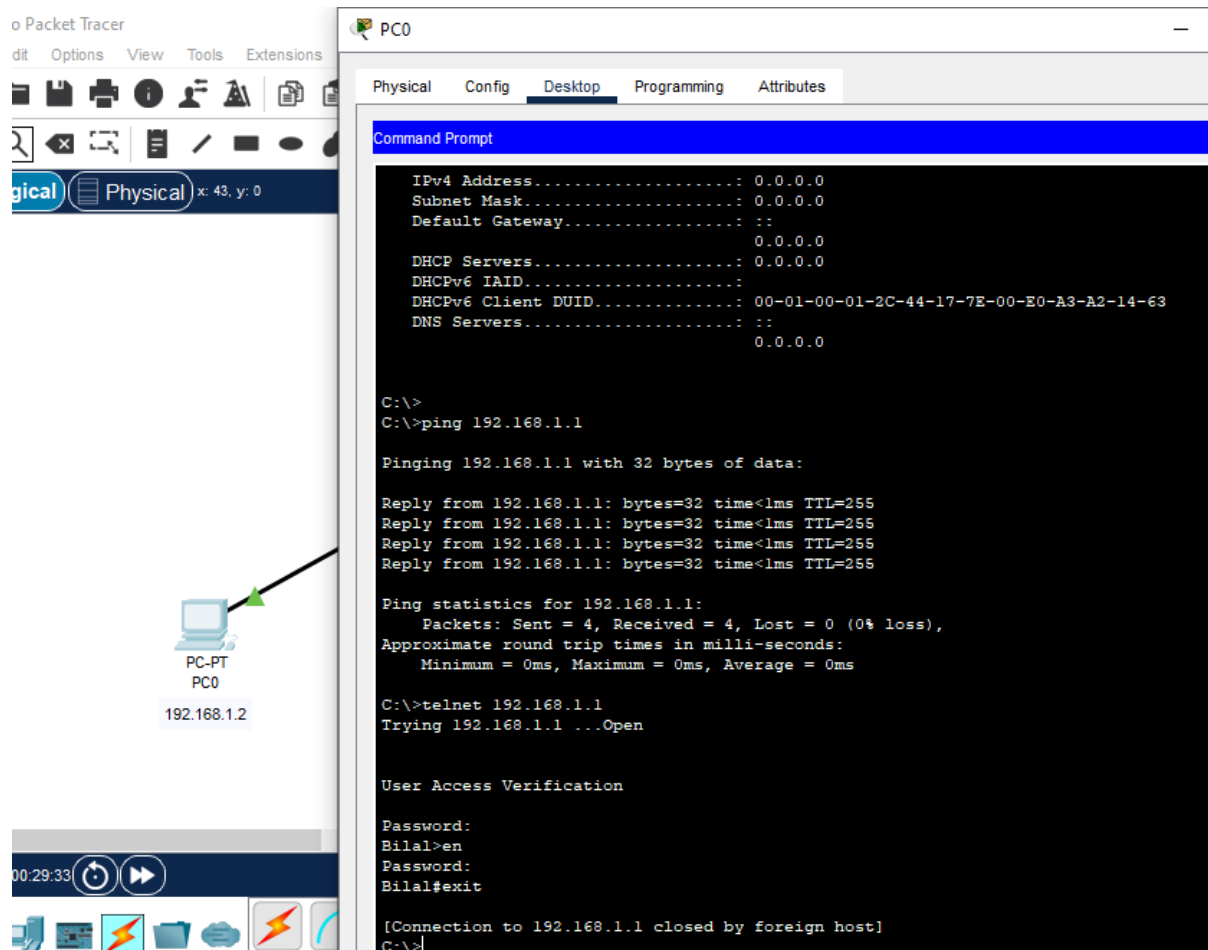 o Packet Tracer
dit Options View Tools Extensions
gical Physical x: 43, y: 0
PC-PT
PC0
192.168.1.2
00:29:33
PC0
Physical Config Desktop Programming Attributes
Command Prompt
IPv4 Address....................: 0.0.0.0
Subnet Mask.....................: 0.0.0.0
Default Gateway.................: ::
0.0.0.0
DHCP Servers....................: 0.0.0.0
DHCPv6 IAID.....................:
DHCPv6 Client DUID..............: 00-01-00-01-2C-44-17-7E-00-E0-A3-A2-14-63
DNS Servers.....................: ::
0.0.0.0
C:\>
C:\>ping 192.168.1.1
Pinging 192.168.1.1 with 32 bytes of data:
Reply from 192.168.1.1: bytes=32 time<1ms TTL=255
Reply from 192.168.1.1: bytes=32 time<1ms TTL=255
Reply from 192.168.1.1: bytes=32 time<1ms TTL=255
Reply from 192.168.1.1: bytes=32 time<1ms TTL=255
Ping statistics for 192.168.1.1:
Packets: Sent = 4, Received = 4, Lost = 0 (0% loss),
Approximate round trip times in milli-seconds:
Minimum = 0ms, Maximum = 0ms, Average = 0ms
C:\>telnet 192.168.1.1
Trying 192.168.1.1 ...Open
User Access Verification
Password:
Bilal>en
Password:
Bilal#exit
[Connection to 192.168.1.1 closed by foreign host]
C:\>